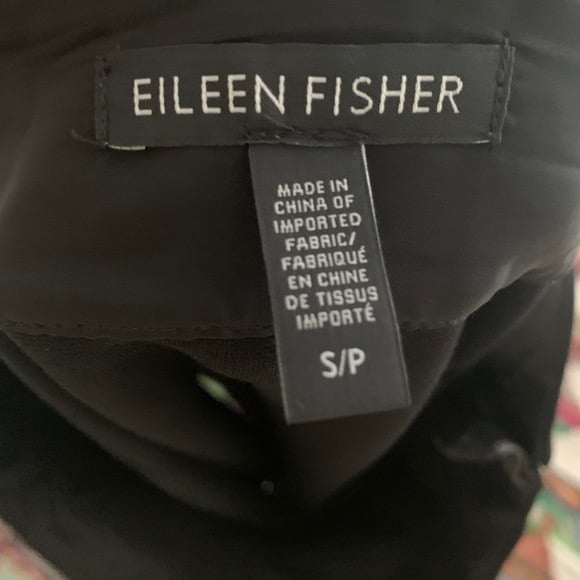 EILEEN FISHER
MADE IN
CHINA OF
IMPORTED
FABRIC/
FABRIQUÉ
EN CHINE
DE TISSUS
IMPORTÉ
S/P